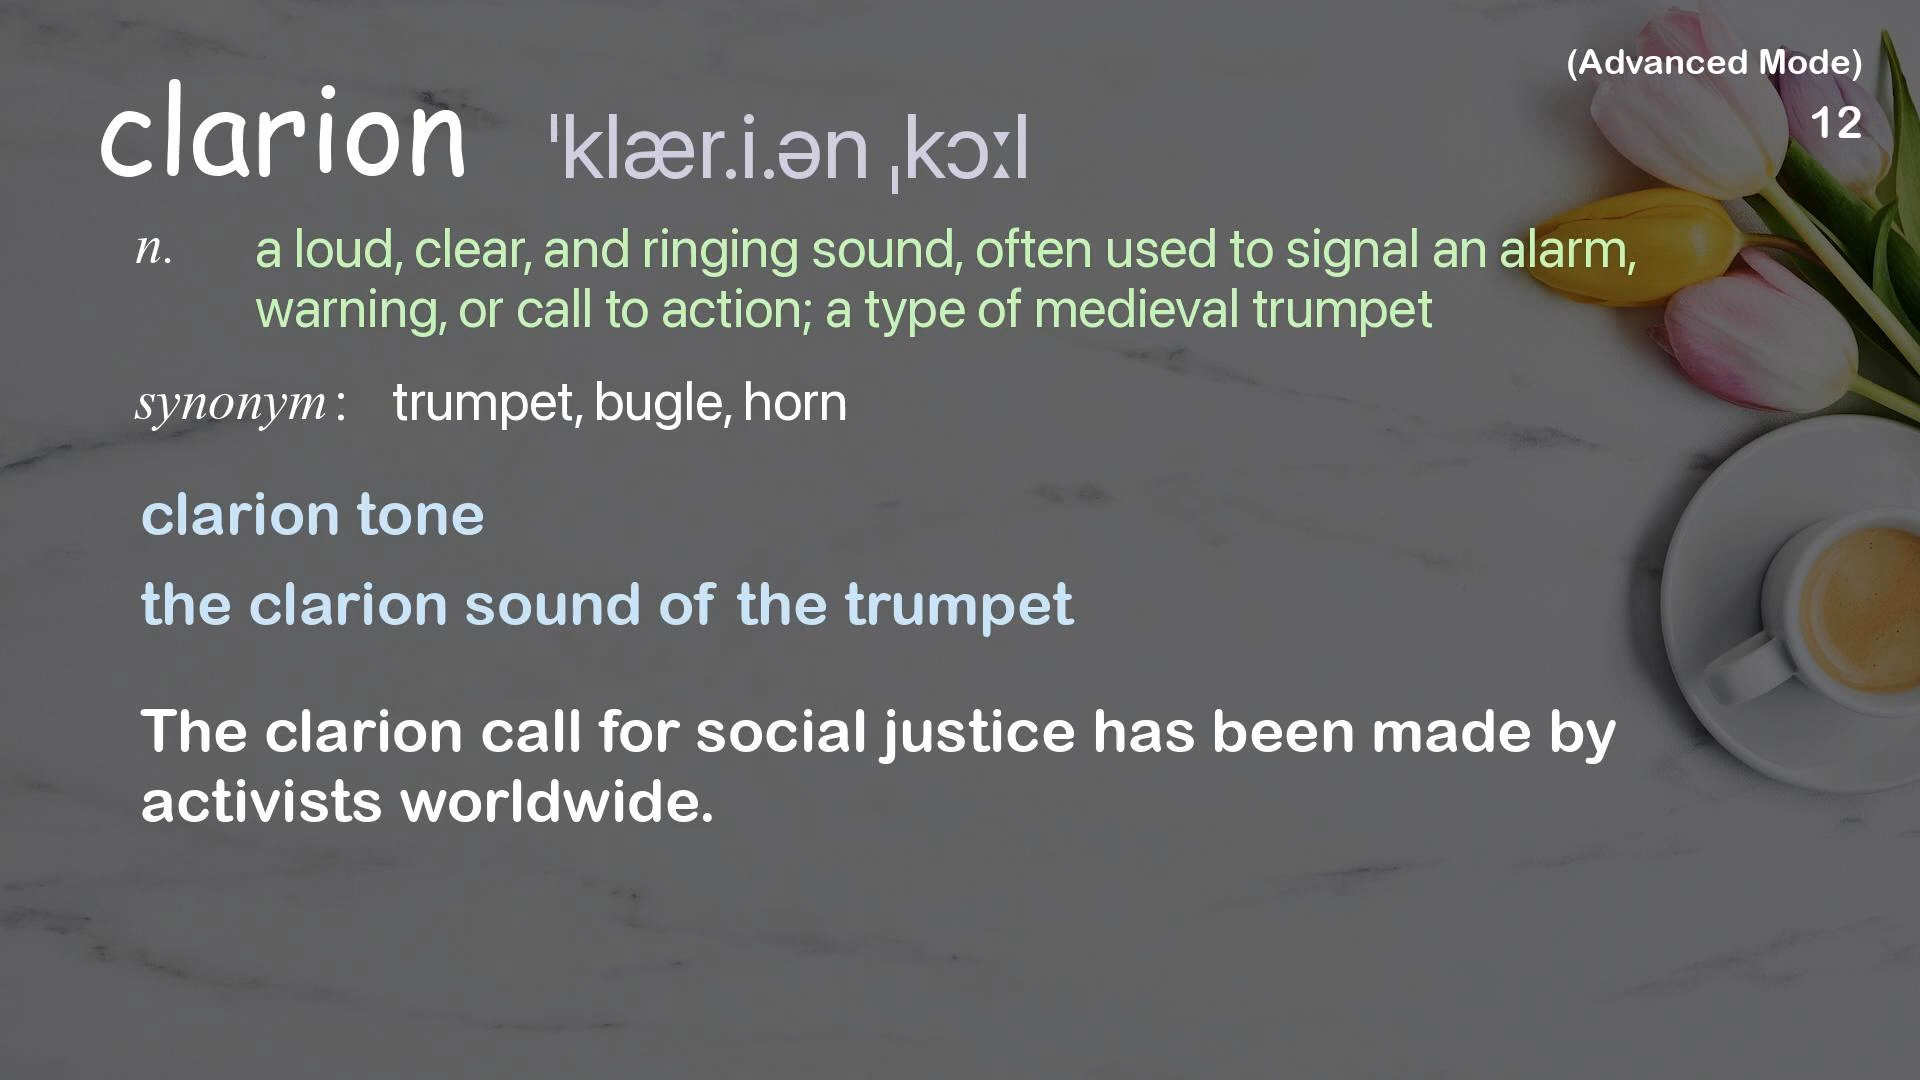 (Advanced Mode)
12
clarion ˈklær.i.ən ˌkɔːl
n. a loud, clear, and ringing sound, often used to signal an alarm,
warning, or call to action; a type of medieval trumpet
synonym: trumpet, bugle, horn
clarion tone
the clarion sound of the trumpet
The clarion call for social justice has been made by
activists worldwide.